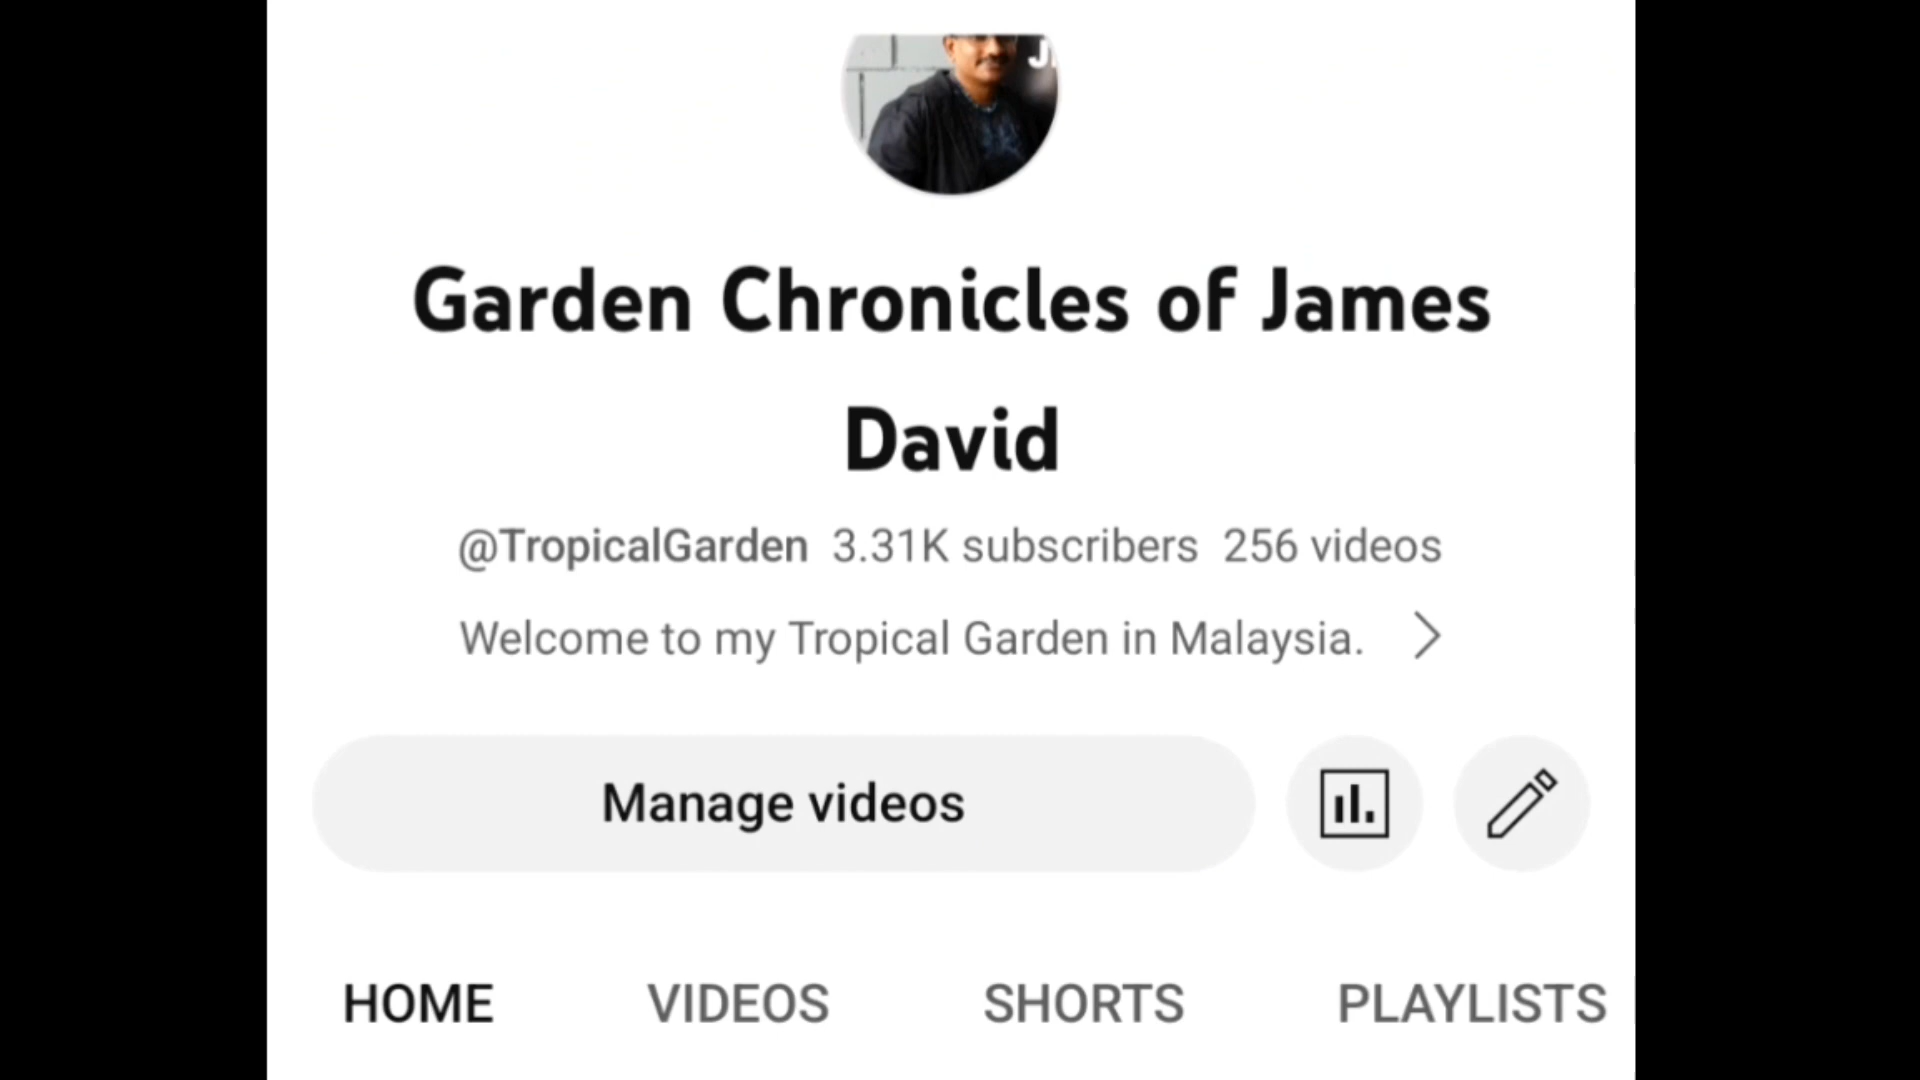 Garden Chronicles of James
David
@TropicalGarden 3.31K subscribers 256 videos
Welcome to my Tropical Garden in Malaysia.
Manage videos
HOME VIDEOS SHORTS PLAYLISTS